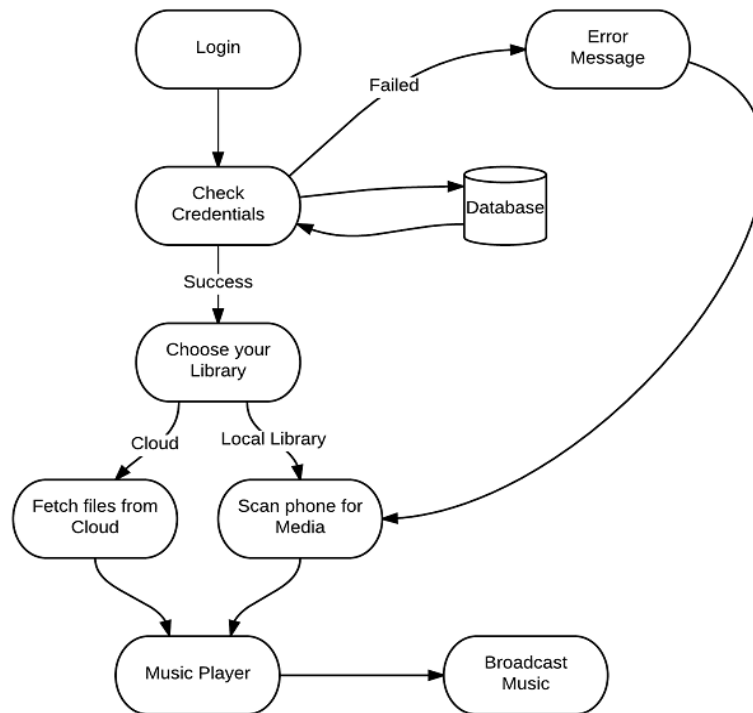 Login
Error
Message
Failed
Check
Credentials
Database
Success
Choose your
Library
Cloud
Local Library
Fetch files from
Cloud
Scan phone for
Media
Music Player
Broadcast
Music